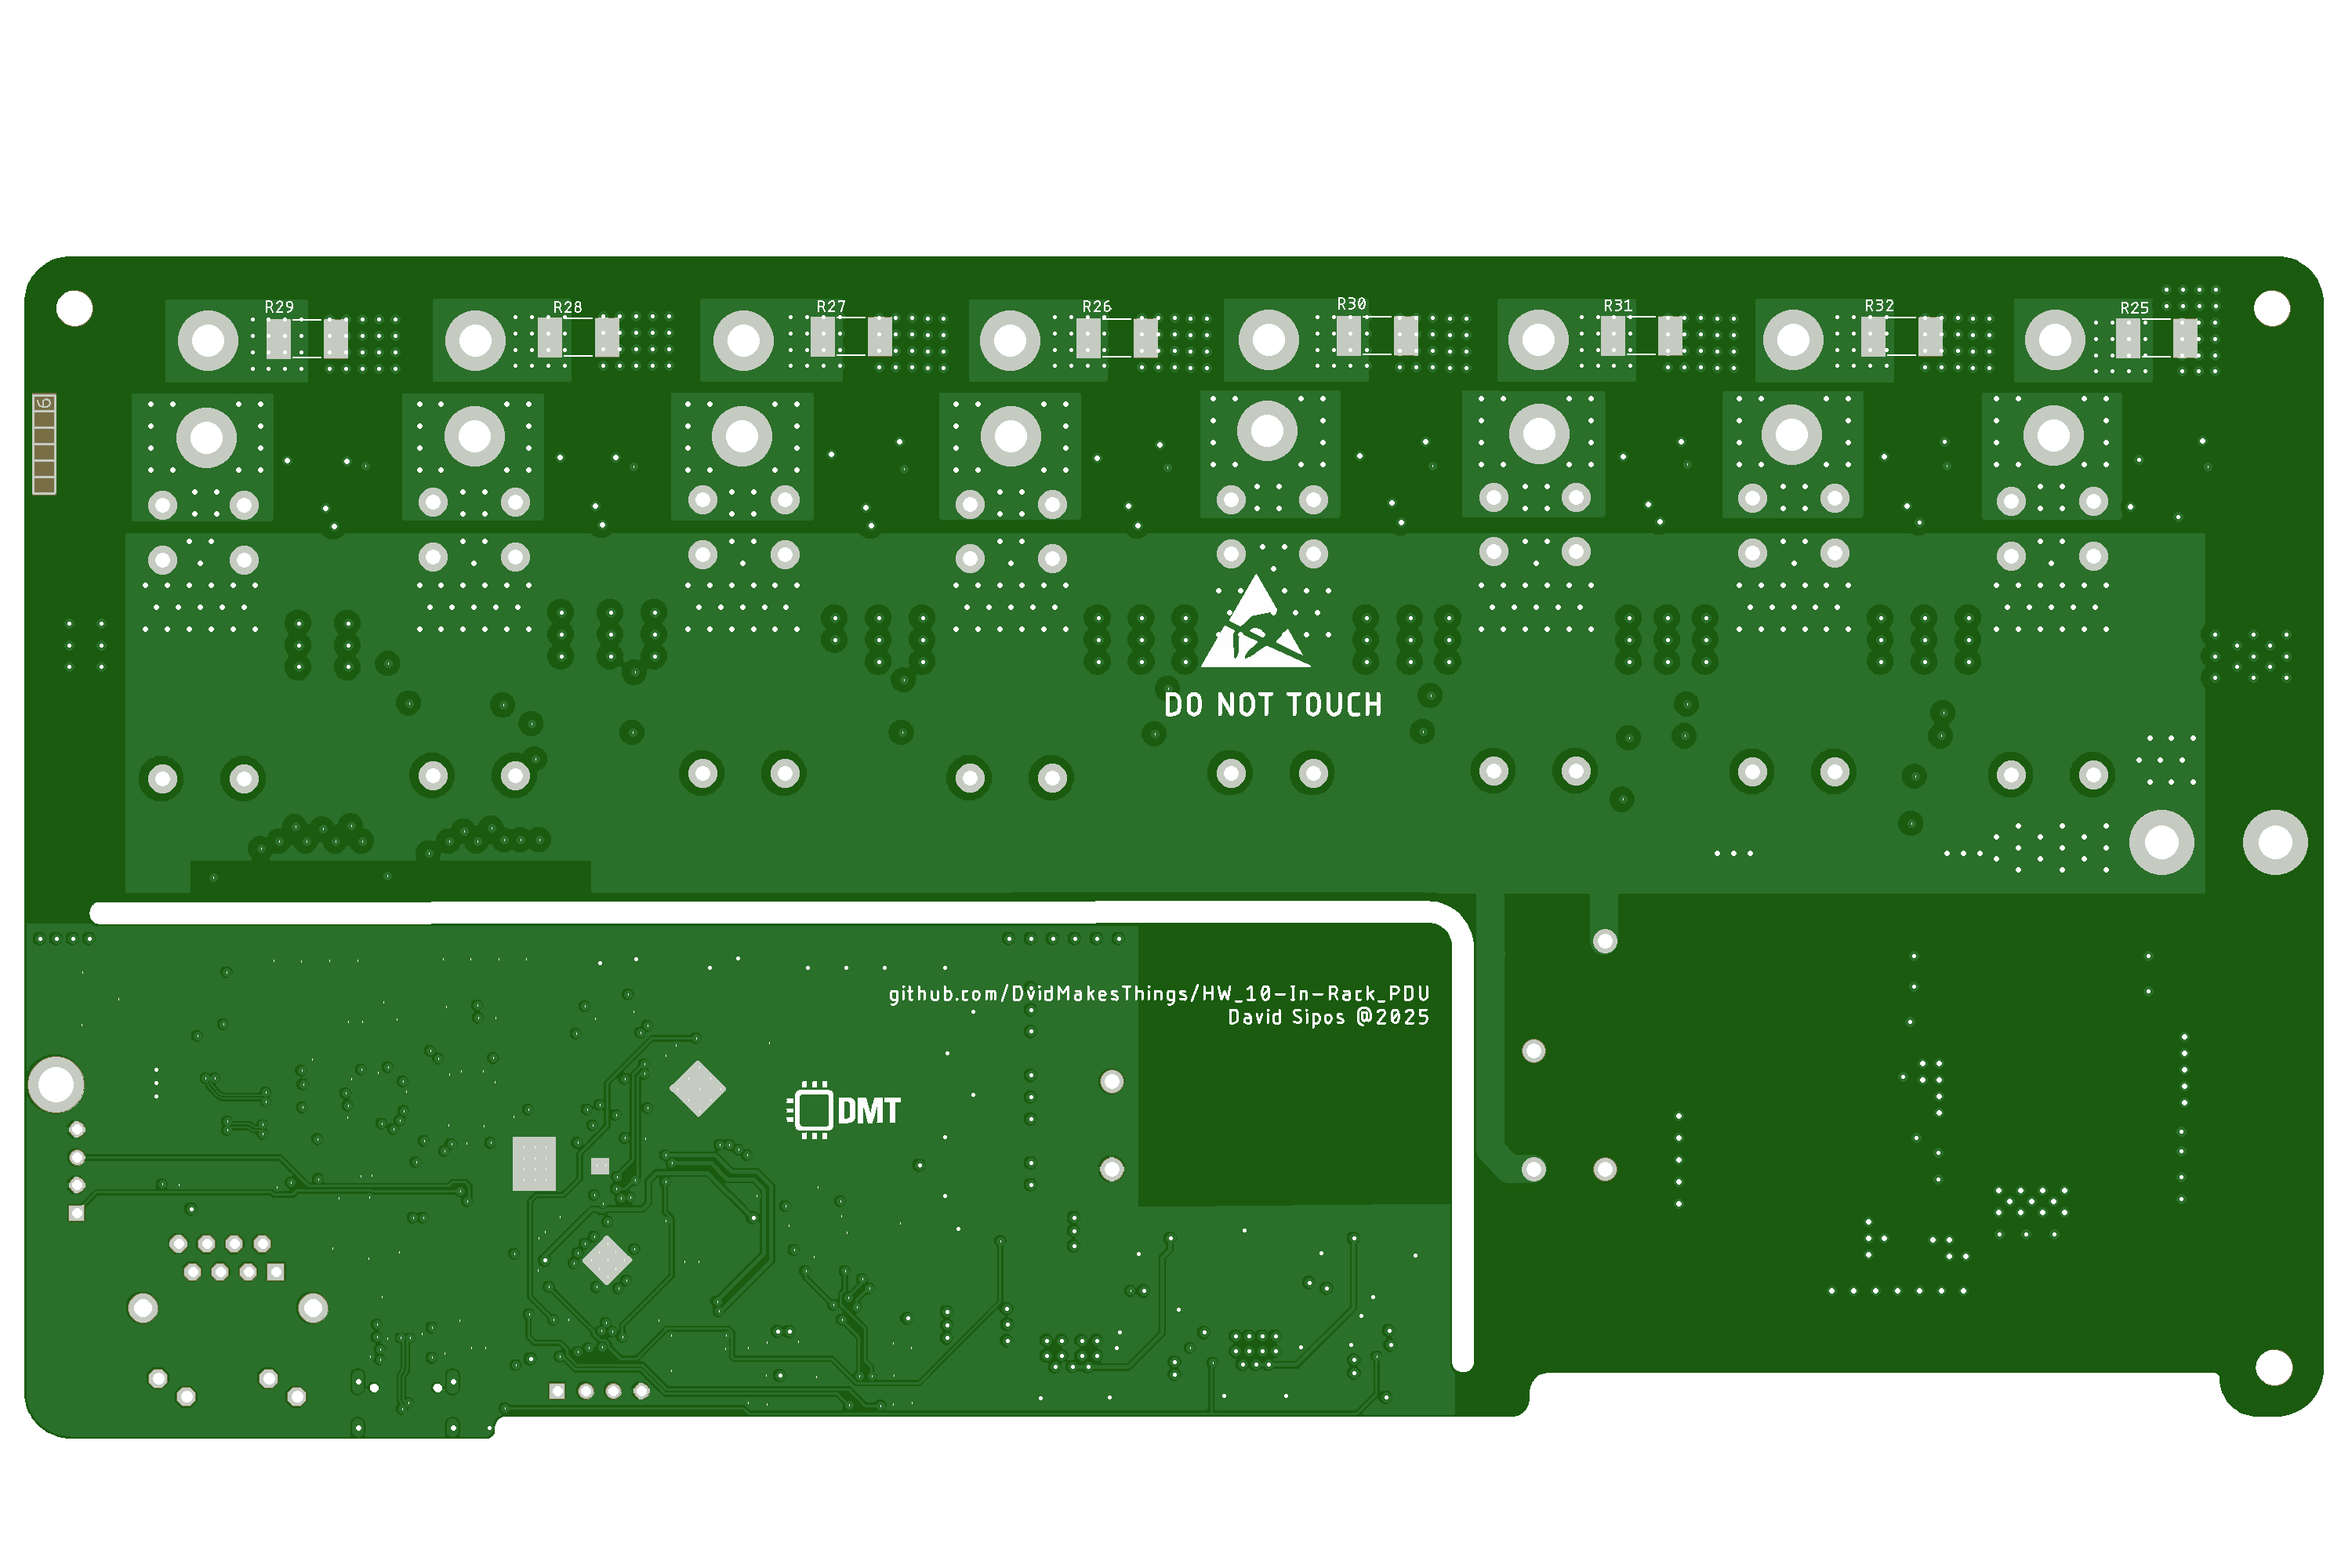 R29 R28 R27 R26 R30 R31 R32 R25
6
DO NOT TOUCH
github.com/DvidMakesThings/HW_10-In-Rack_PDU
David Sipos @2025
DMT